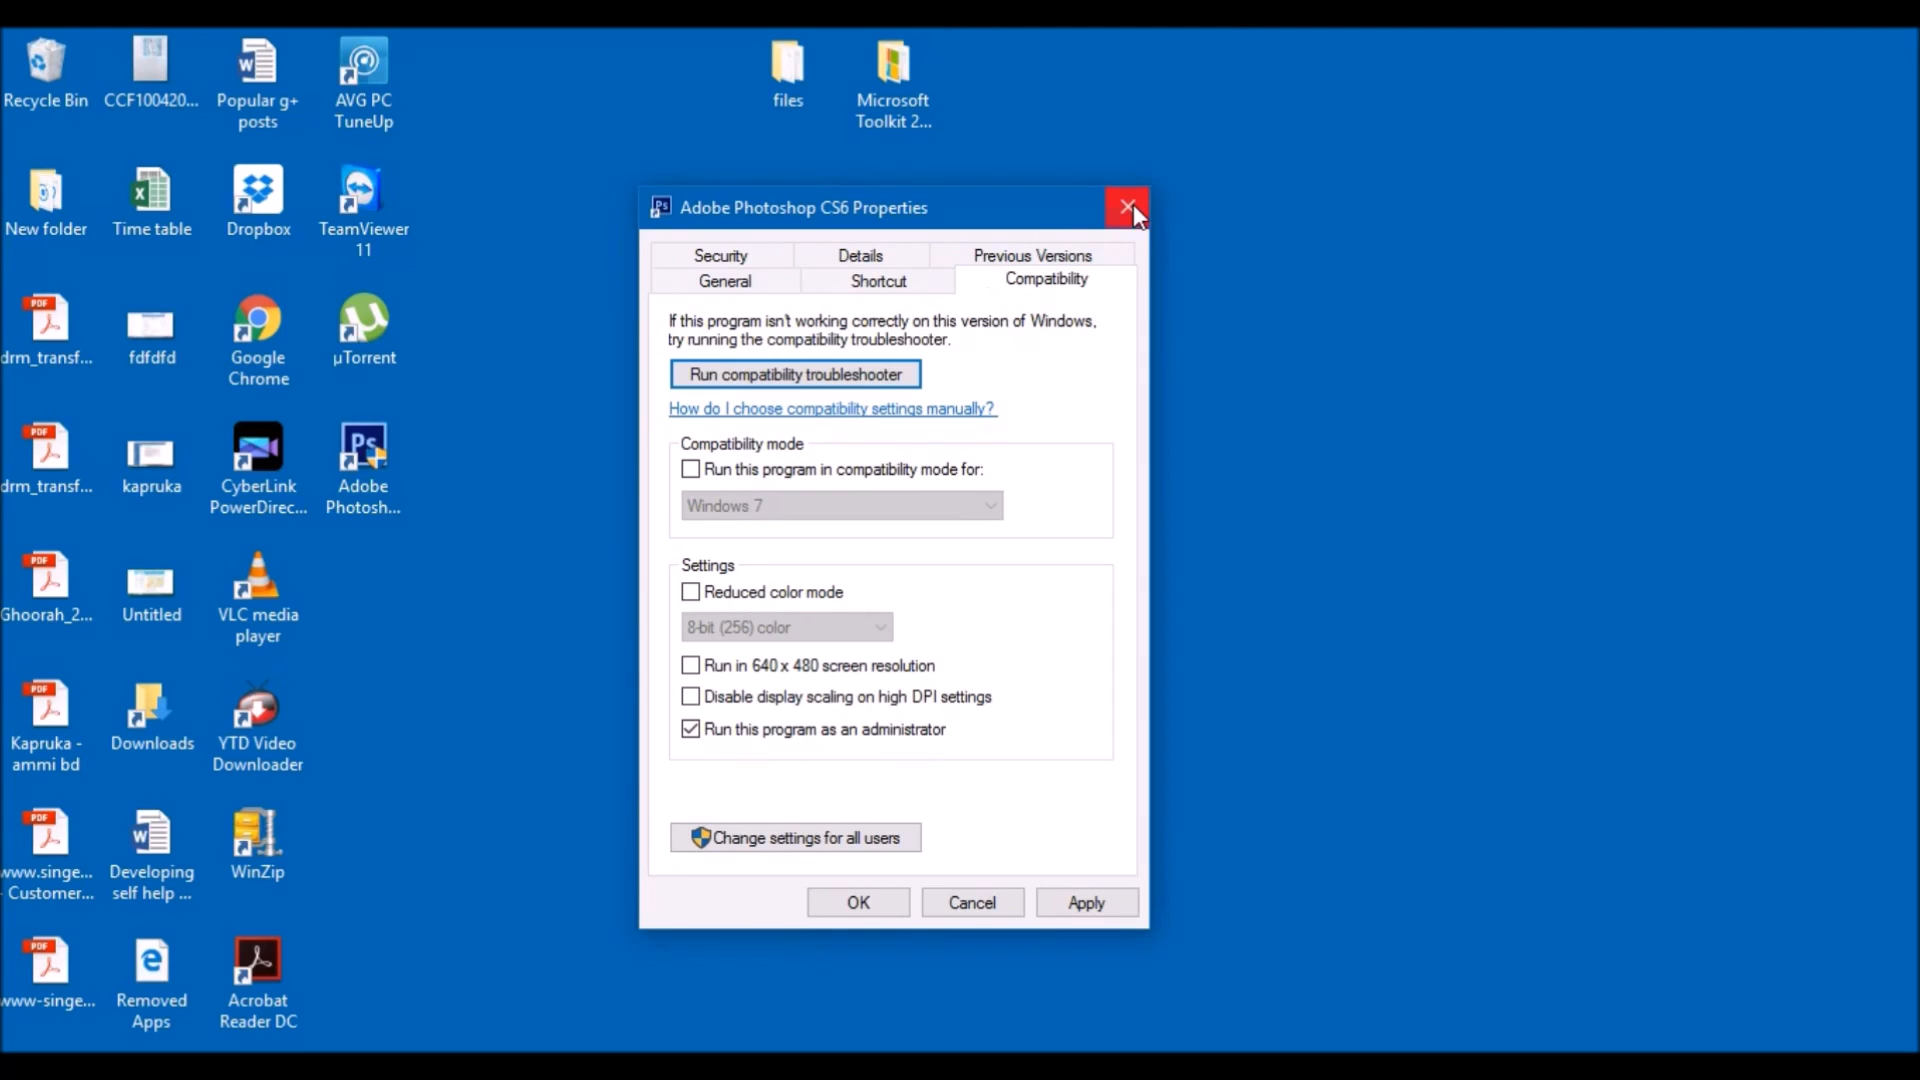 Recycle Bin
CCF100420...
Popular g+
posts
AVG PC
TuneUp
files
Microsoft
Toolkit 2...
New folder
Time table
Dropbox
TeamViewer
11
drm_transf...
fdfdfd
Google
Chrome
µTorrent
drm_transf...
kapruka
CyberLink
PowerDirec...
Adobe
Photosh...
Ghoorah_2...
Untitled
VLC media
player
Kapruka -
ammi bd
Downloads
YTD Video
Downloader
www.singe...
- Customer...
Developing
self help ...
WinZip
www-singe...
Removed
Apps
Acrobat
Reader DC
Adobe Photoshop CS6 Properties
Security
Details
Previous Versions
General
Shortcut
Compatibility
If this program isn't working correctly on this version of Windows,
try running the compatibility troubleshooter.
Run compatibility troubleshooter
How do I choose compatibility settings manually?
Compatibility mode
Run this program in compatibility mode for:
Windows 7
Settings
Reduced color mode
8-bit (256) color
Run in 640 x 480 screen resolution
Disable display scaling on high DPI settings
Run this program as an administrator
Change settings for all users
OK
Cancel
Apply